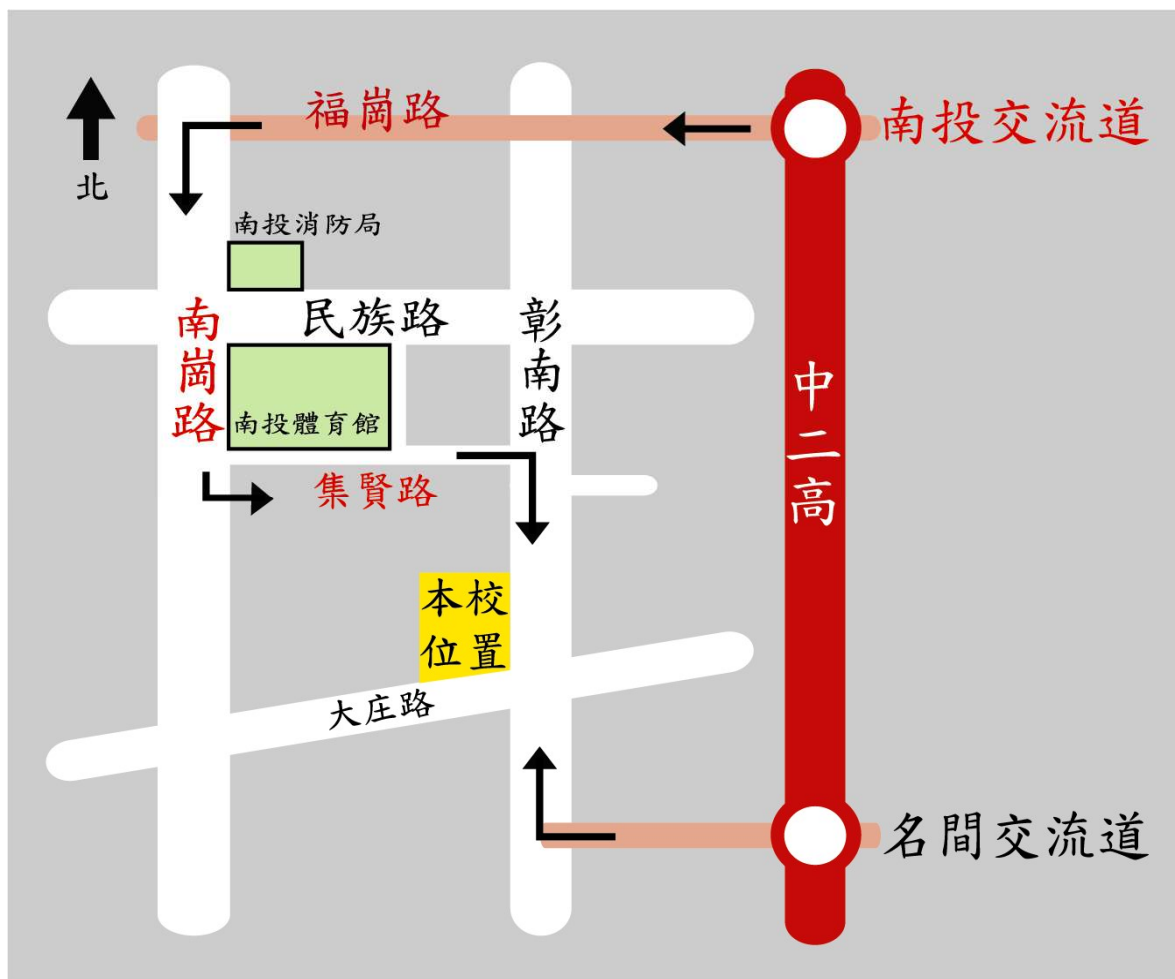 福崗路
南投交流道
北
南投消防局
南崗路
民族路
彰南路
南投體育館
中二高
集賢路
本校
位置
大庄路
名間交流道